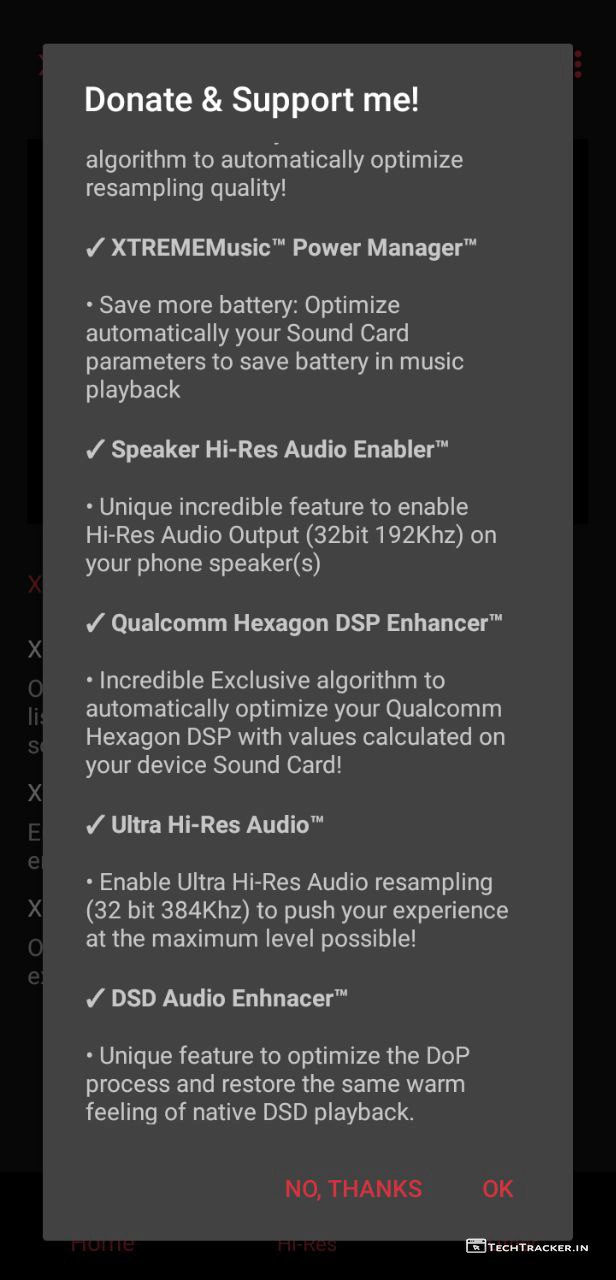 Donate & Support me!
algorithm to automatically optimize
resampling quality!
✓ XTREMEMusic™ Power Manager™
• Save more battery: Optimize
automatically your Sound Card
parameters to save battery in music
playback
✓ Speaker Hi-Res Audio Enabler™
• Unique incredible feature to enable
Hi-Res Audio Output (32bit 192Khz) on
your phone speaker(s)
✓ Qualcomm Hexagon DSP Enhancer™
• Incredible Exclusive algorithm to
automatically optimize your Qualcomm
Hexagon DSP with values calculated on
your device Sound Card!
✓ Ultra Hi-Res Audio™
• Enable Ultra Hi-Res Audio resampling
(32 bit 384Khz) to push your experience
at the maximum level possible!
✓ DSD Audio Enhnacer™
• Unique feature to optimize the DoP
process and restore the same warm
feeling of native DSD playback.
NO, THANKS OK
Home Hi-Res
TECHTRACKER.IN